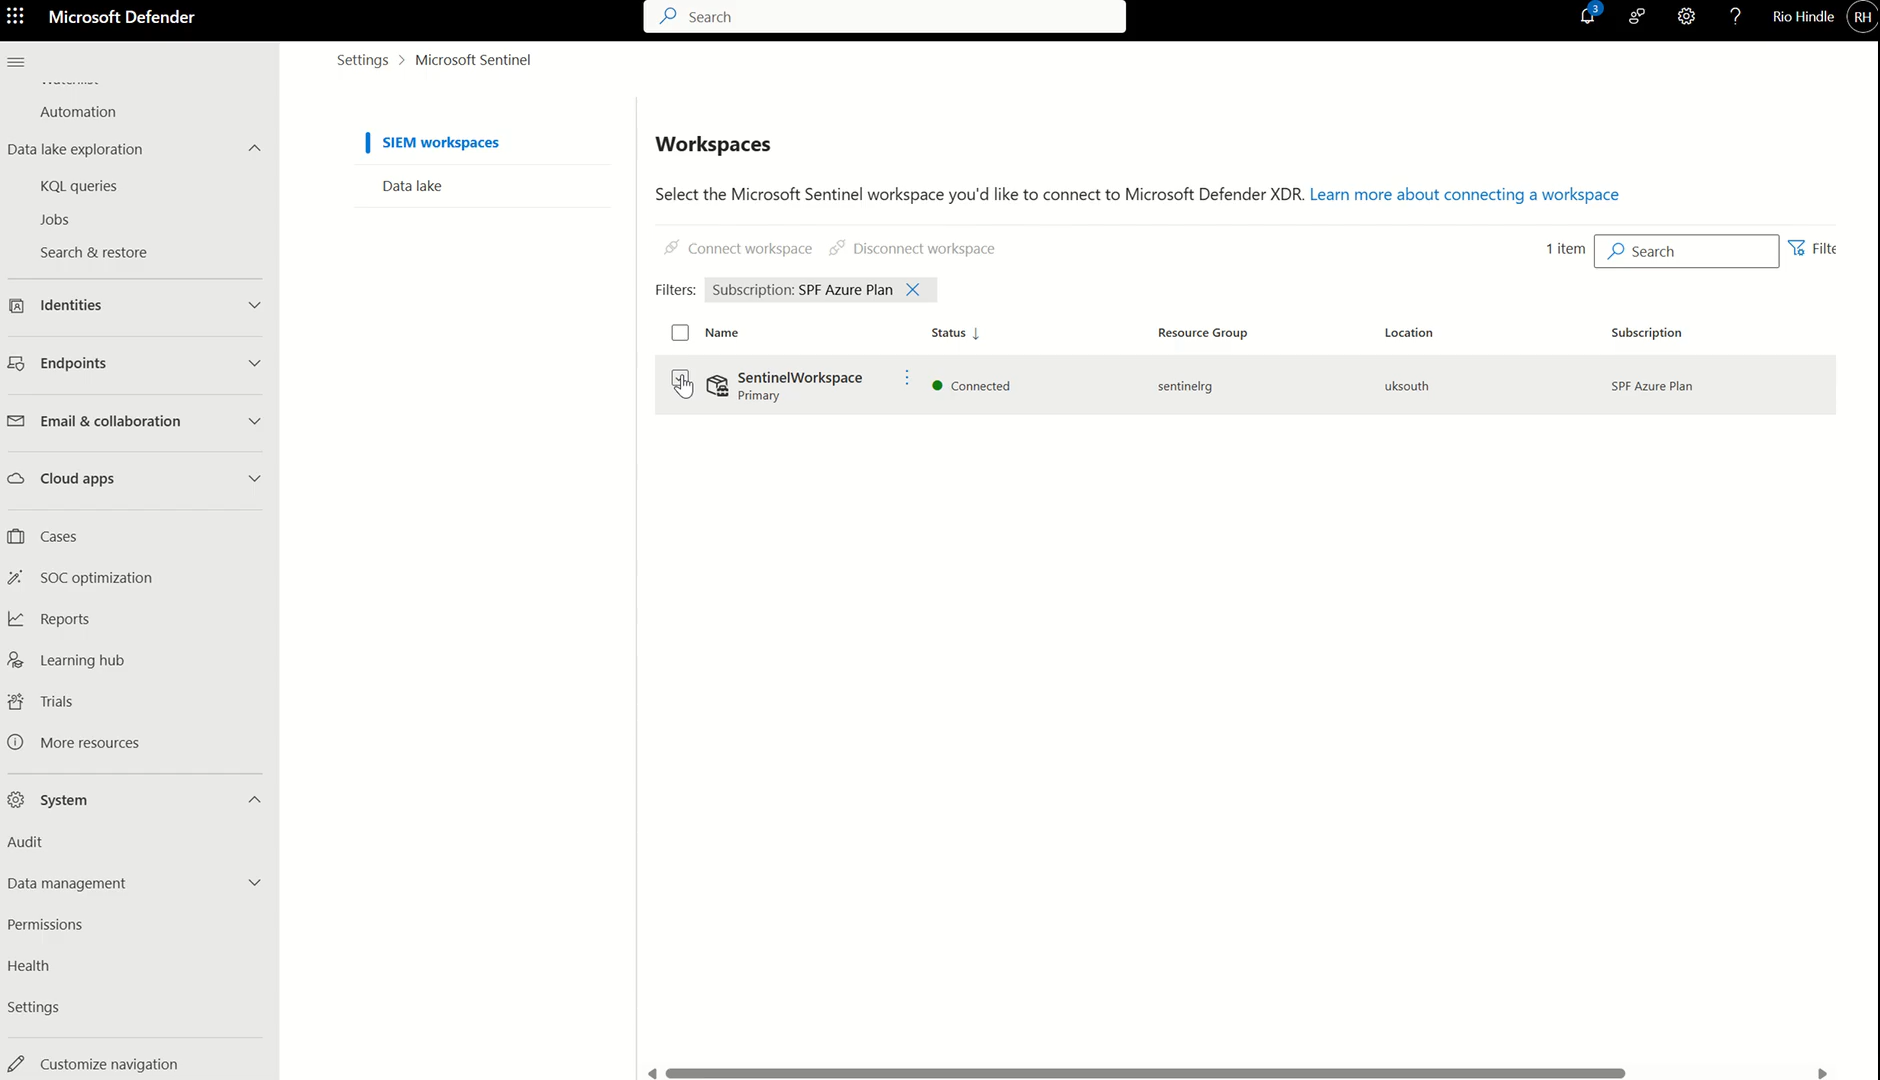 Microsoft Defender
Search
3
Rio Hindle
RH
Settings > Microsoft Sentinel
Automation
Data lake exploration
KQL queries
Jobs
Search & restore
Identities
Endpoints
Email & collaboration
Cloud apps
Cases
SOC optimization
Reports
Learning hub
Trials
More resources
System
Audit
Data management
Permissions
Health
Settings
Customize navigation
SIEM workspaces
Data lake
Workspaces
Select the Microsoft Sentinel workspace you'd like to connect to Microsoft Defender XDR. Learn more about connecting a workspace
Connect workspace Disconnect workspace 1 item Search Filte
Filters: Subscription: SPF Azure Plan
Name Status ↓ Resource Group Location Subscription
SentinelWorkspace Connected sentinelrg uksouth SPF Azure Plan
Primary